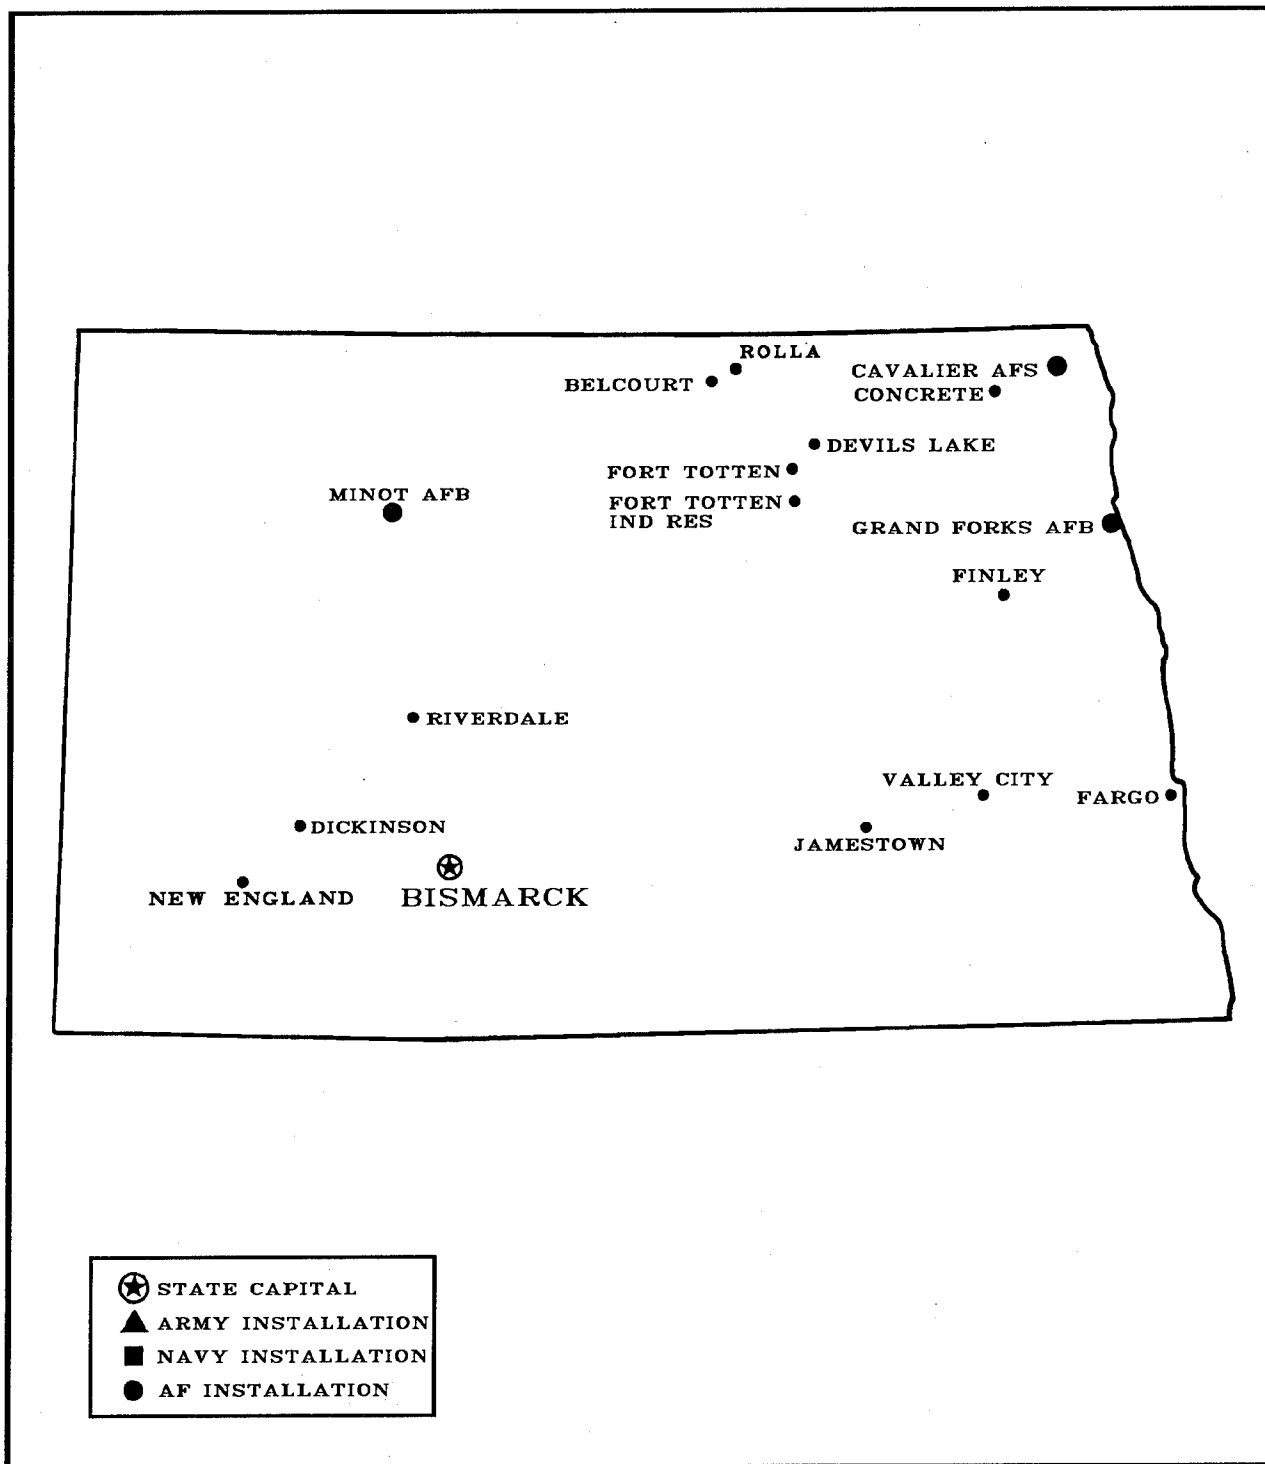 ROLLA
CAVALIER AFS
BELCOURT
CONCRETE
DEVILS LAKE
FORT TOTTEN
MINOT AFB
FORT TOTTEN
IND RES
GRAND FORKS AFB
FINLEY
RIVERDALE
VALLEY CITY
FARGO
DICKINSON
JAMESTOWN
NEW ENGLAND
BISMARCK
STATE CAPITAL
ARMY INSTALLATION
NAVY INSTALLATION
AF INSTALLATION